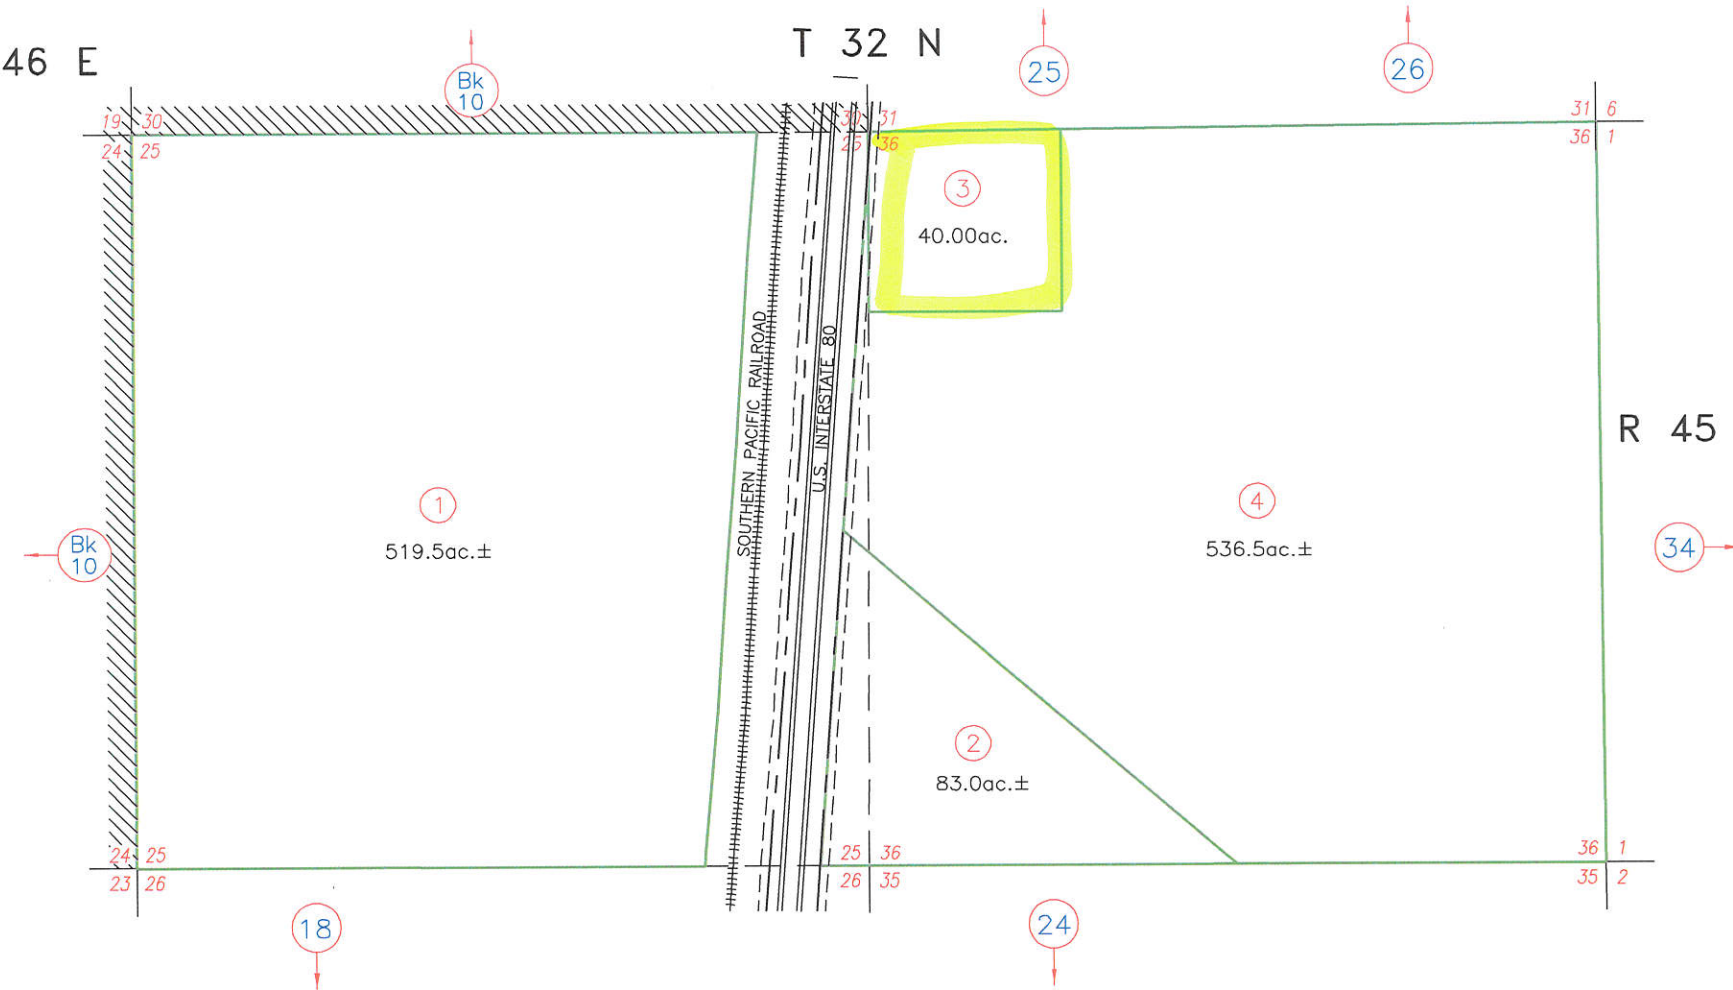 46 E
T 32 N
Bk
10
25
26
19 30
24 25
30 31
25 36
31 6
36 1
3
40.00ac.
R 45
SOUTHERN PACIFIC RAILROAD
U.S. INTERSTATE 80
1
519.5ac.±
4
536.5ac.±
Bk
10
34
2
83.0ac.±
24 25
23 26
25 36
26 35
36 1
35 2
18
24